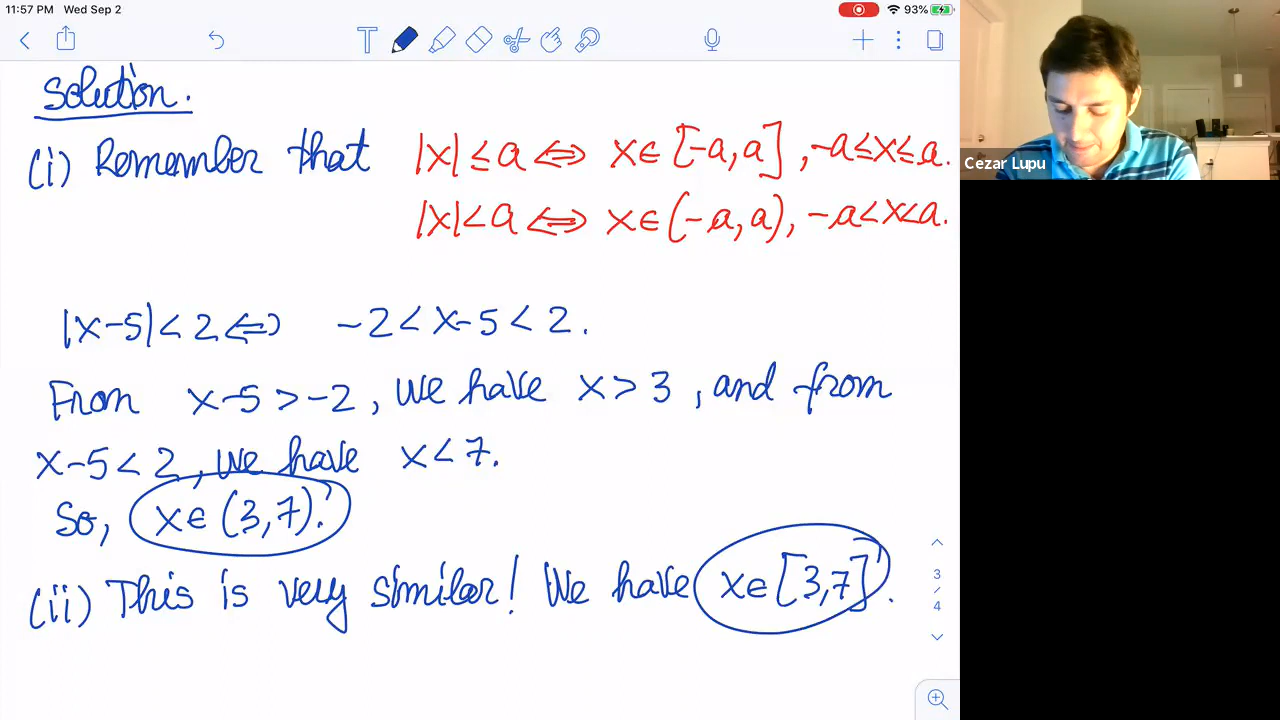 11:57 PM Wed Sep 2
93%
Solution.
(i) Remember that |x| ≤ a ⟺ x ∈ [-a, a], -a ≤ x ≤ a.
|x| < a ⟺ x ∈ (-a, a), -a < x < a.
Cezar Lupu
|x-5| < 2 ⟺ -2 < x-5 < 2.
From x-5 > -2, we have x > 3, and from
x-5 < 2, we have x < 7.
So, x ∈ (3, 7).
(ii) This is very similar! We have x ∈ [3, 7].
3
/
4